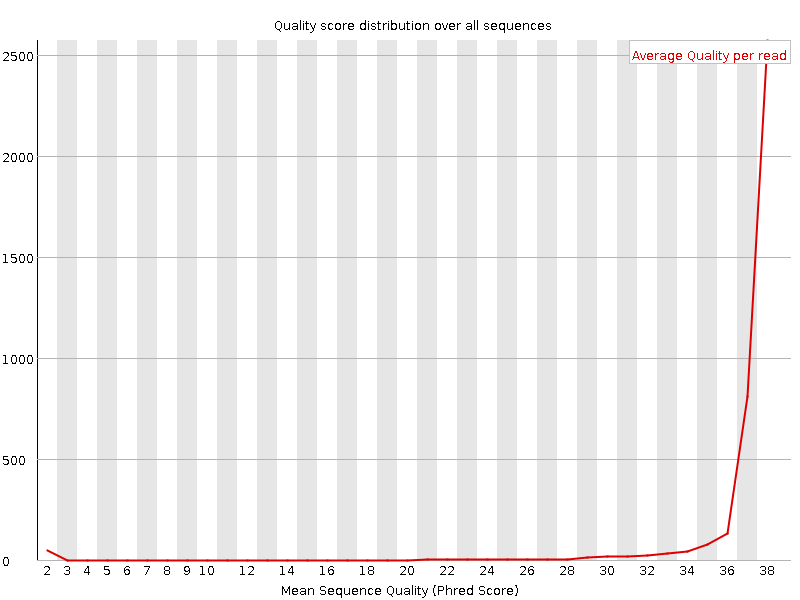 Quality score distribution over all sequences
Average Quality per read
2500
2000
1500
1000
500
0
2 3 4 5 6 7 8 9 10 12 14 16 18 20 22 24 26 28 30 32 34 36 38
Mean Sequence Quality (Phred Score)